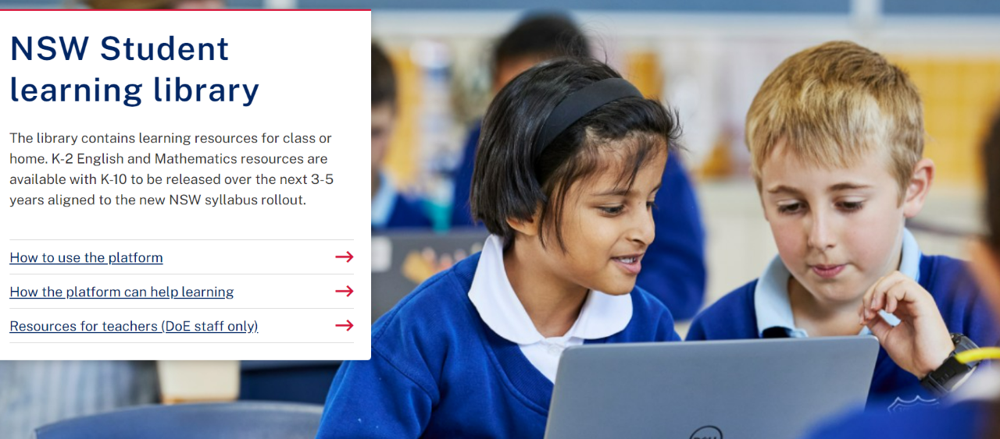 NSW Student
learning library
The library contains learning resources for class or
home. K-2 English and Mathematics resources are
available with K-10 to be released over the next 3-5
years aligned to the new NSW syllabus rollout.
How to use the platform
How the platform can help learning
Resources for teachers (DoE staff only)